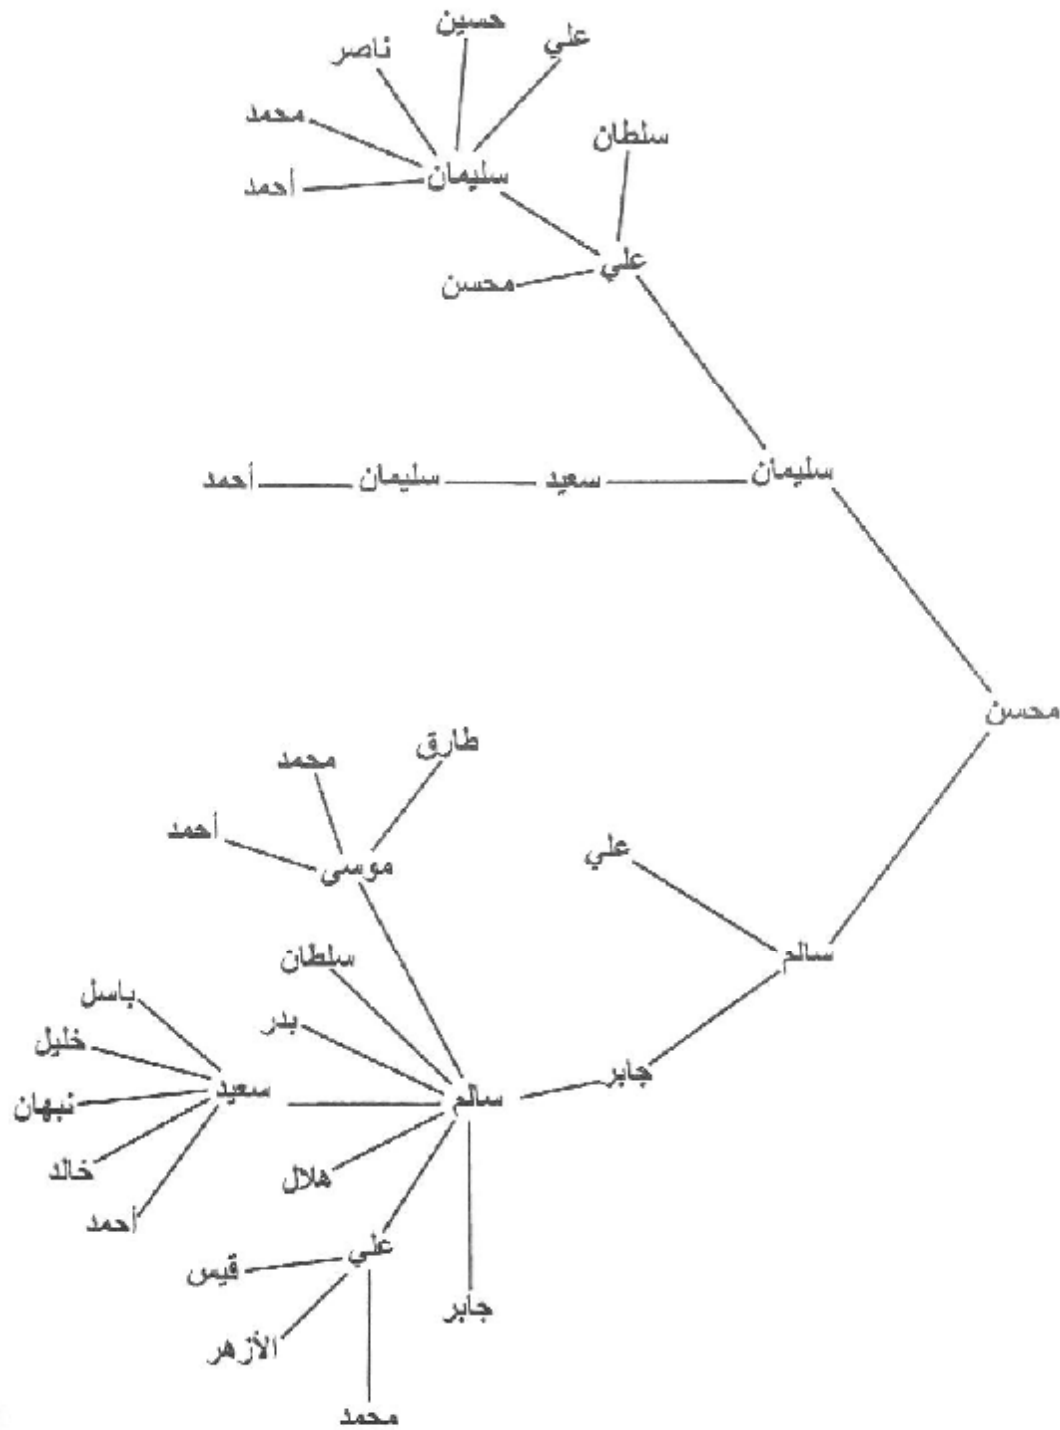 حسين
علي
ناصر
محمد
سلطان
سليمان
أحمد
علي
محسن
سليمان
سعيد
سليمان
أحمد
محسن
طارق
محمد
أحمد
علي
موسى
سالم
سلطان
باسل
بدر
خليل
جابر
سعيد
سالم
نبهان
خالد
هلال
أحمد
علي
قيس
جابر
الأزهر
محمد